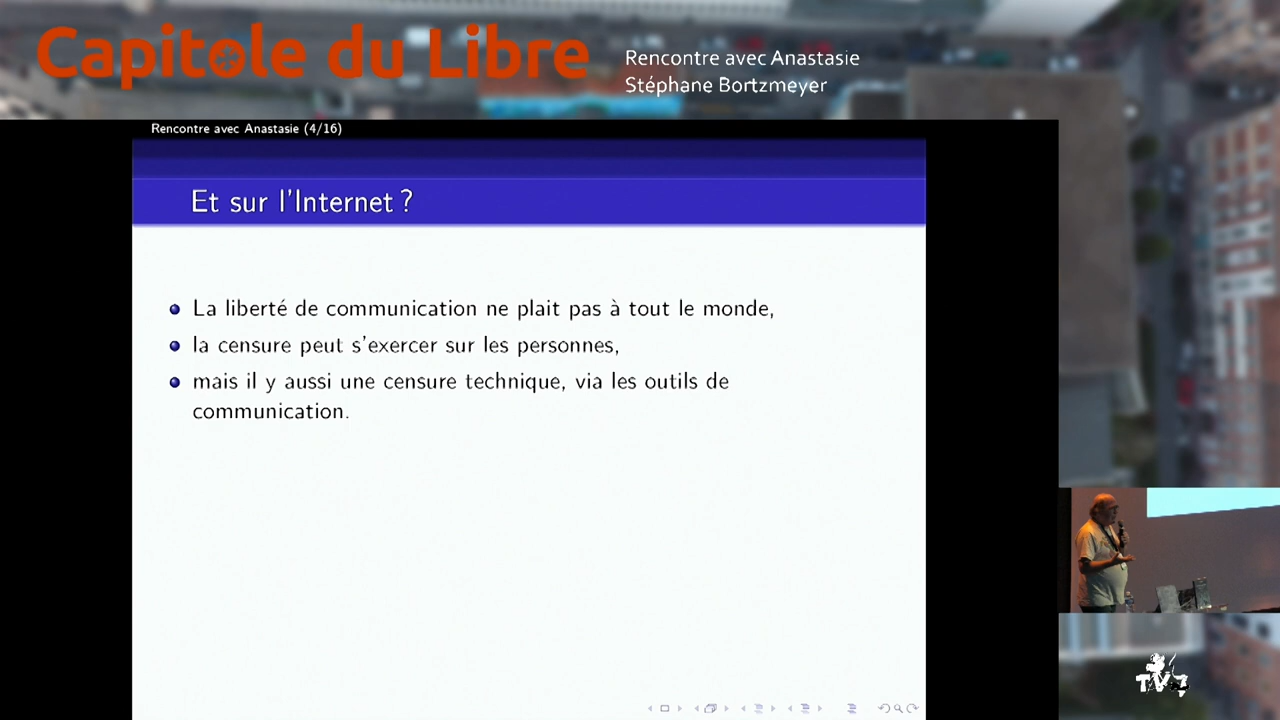 Capitole du Libre
Rencontre avec Anastasie
Stéphane Bortzmeyer
Rencontre avec Anastasie (4/16)
Et sur l'Internet ?
La liberté de communication ne plait pas à tout le monde,
la censure peut s'exercer sur les personnes,
mais il y aussi une censure technique, via les outils de
communication.
TV7